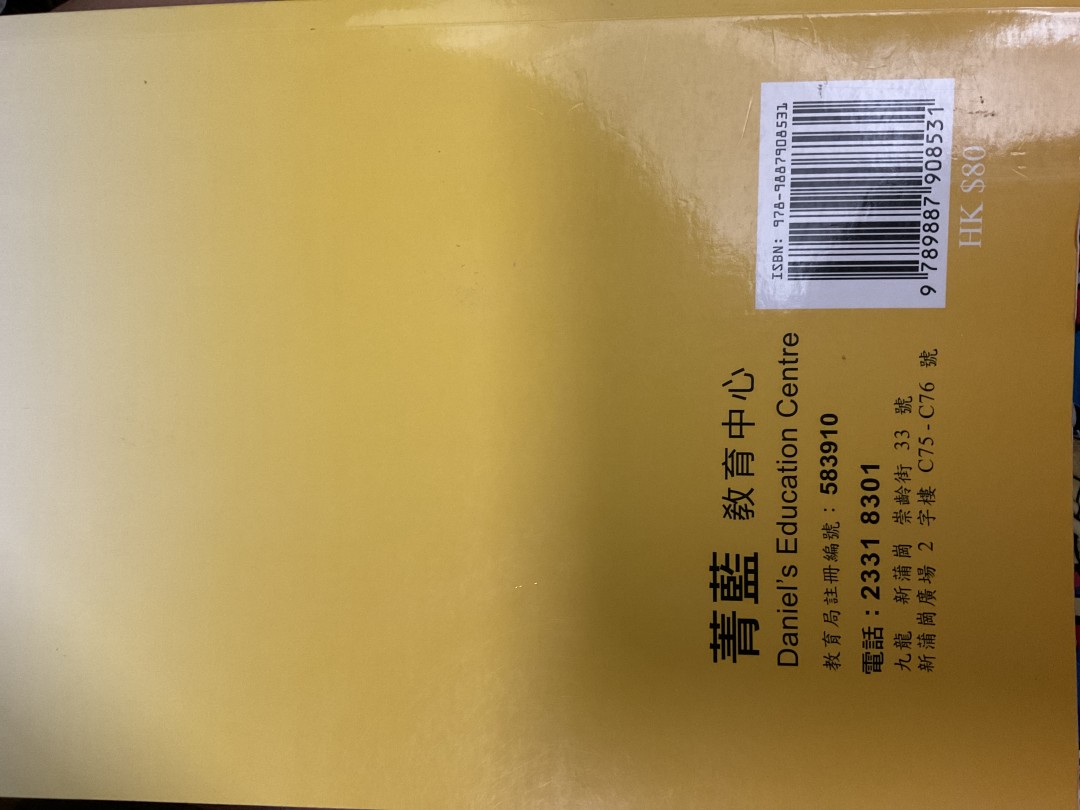 菁藍 教育中心
Daniel's Education Centre
教育局註冊編號：583910
電話：2331 8301
九龍 新蒲崗 崇齡街 33 號
新蒲崗廣場 2 字樓 C75 - C76 號
ISBN: 978-9887908531
9 789887 908531
HK $80